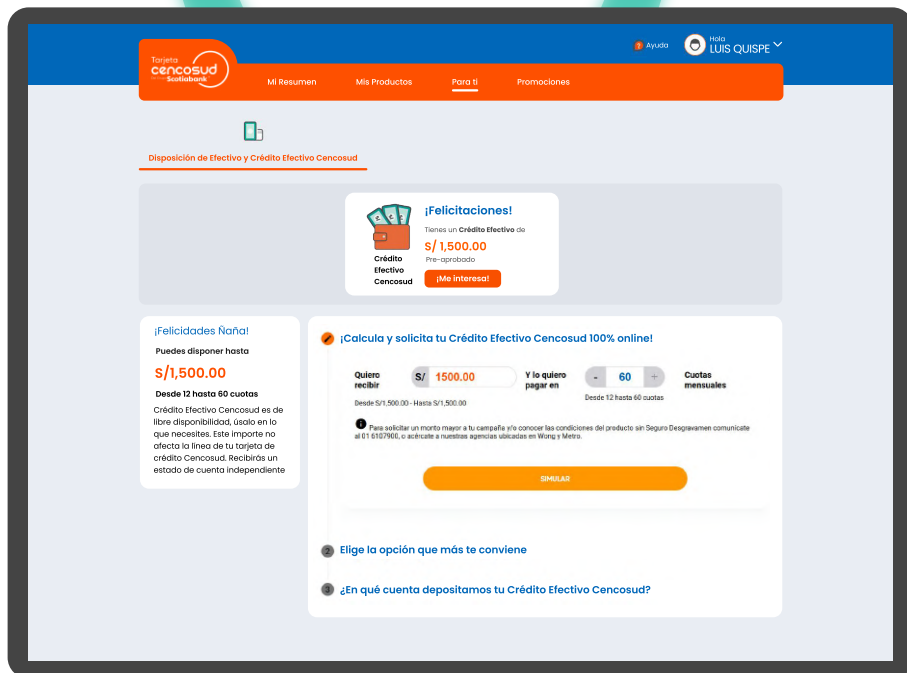 Ayuda
Hola
LUIS QUISPE
Tarjeta
cencosud
Scotiabank
Mi Resumen
Mis Productos
Para ti
Promociones
Disposición de Efectivo y Crédito Efectivo Cencosud
Crédito
Efectivo
Cencosud
¡Felicitaciones!
Tienes un Crédito Efectivo de
S/ 1,500.00
Pre-aprobado
¡Me interesa!
¡Felicidades Ñaña!
Puedes disponer hasta
S/1,500.00
Desde 12 hasta 60 cuotas
Crédito Efectivo Cencosud es de
libre disponibilidad, úsalo en lo
que necesites. Este importe no
afecta la línea de tu tarjeta de
crédito Cencosud. Recibirás un
estado de cuenta independiente
¡Calcula y solicita tu Crédito Efectivo Cencosud 100% online!
Quiero
recibir
S/ 1500.00
Y lo quiero
pagar en
- 60 +
Cuotas
mensuales
Desde S/1,500.00 - Hasta S/1,500.00
Desde 12 hasta 60 cuotas
Para solicitar un monto mayor a tu campaña y/o conocer las condiciones del producto sin Seguro Desgravamen comunícate
al 01 6107900, o acércate a nuestras agencias ubicadas en Wong y Metro.
SIMULAR
2 Elige la opción que más te conviene
3 ¿En qué cuenta depositamos tu Crédito Efectivo Cencosud?